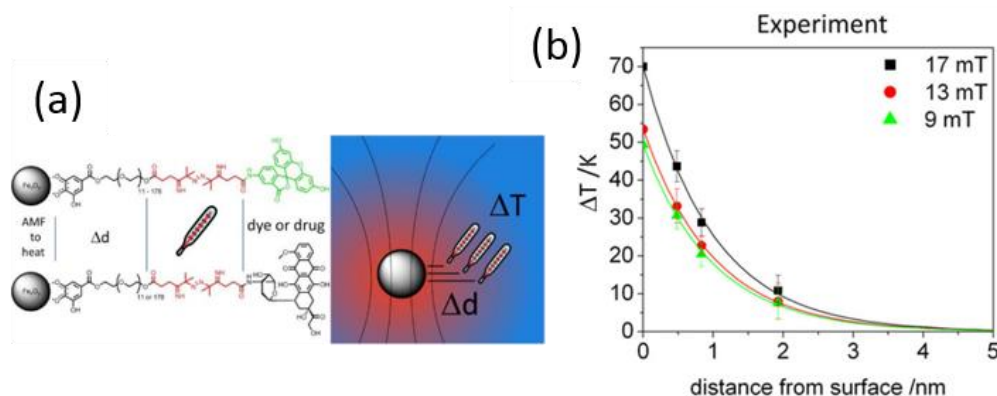 (a)
Fe₃O₄
AMF
to
heat
Δd
11 - 178
dye or drug
Fe₃O₄
11 or 178
ΔT
Δd
(b)
Experiment
17 mT
13 mT
9 mT
ΔT /K
70
60
50
40
30
20
10
0
0 1 2 3 4 5
distance from surface /nm